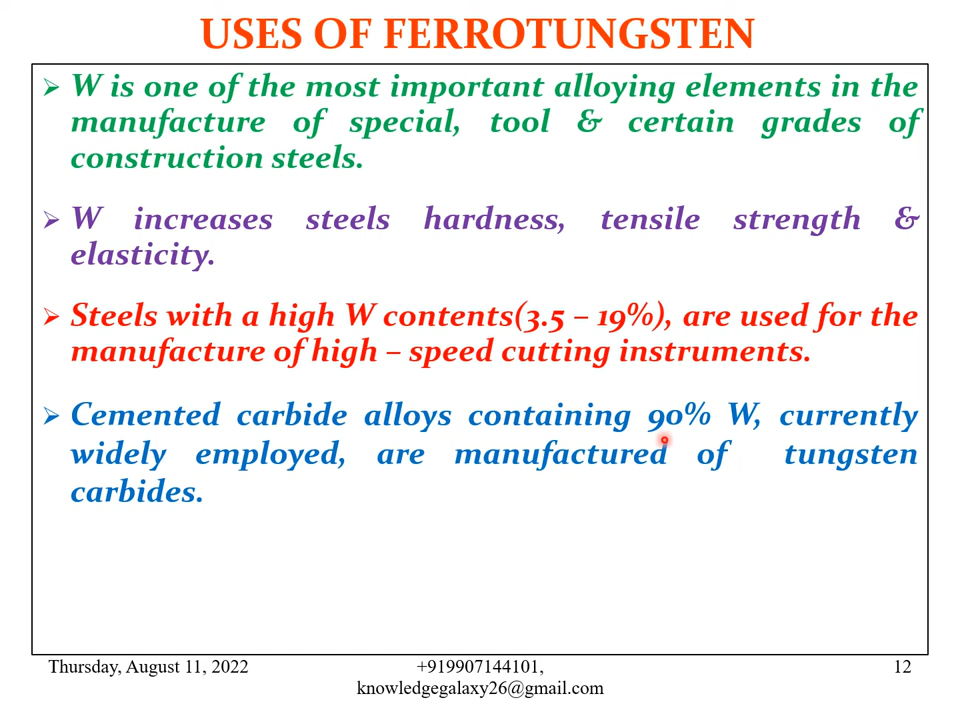 USES OF FERROTUNGSTEN
➢ W is one of the most important alloying elements in the
manufacture of special, tool & certain grades of
construction steels.
➢ W increases steels hardness, tensile strength &
elasticity.
➢ Steels with a high W contents(3.5 – 19%), are used for the
manufacture of high – speed cutting instruments.
➢ Cemented carbide alloys containing 90% W, currently
widely employed, are manufactured of tungsten
carbides.
Thursday, August 11, 2022
+919907144101,
knowledgegalaxy26@gmail.com
12